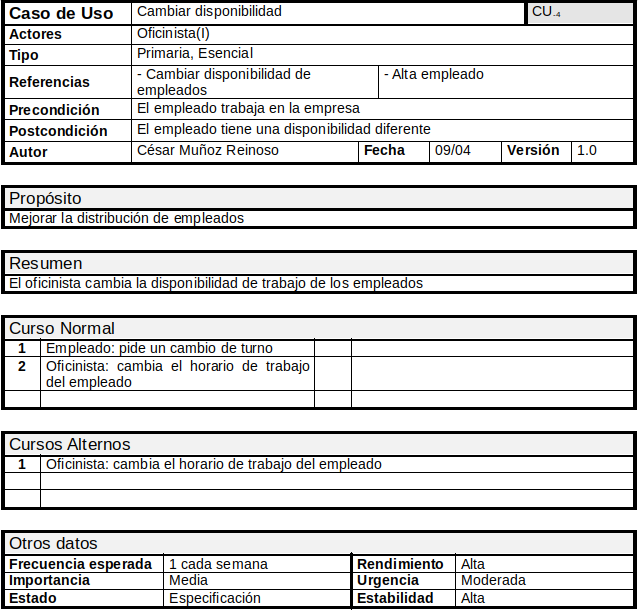 Caso de Uso Cambiar disponibilidad CU.4
Actores Oficinista(I)
Tipo Primaria, Esencial
Referencias - Cambiar disponibilidad de empleados - Alta empleado
Precondición El empleado trabaja en la empresa
Postcondición El empleado tiene una disponibilidad diferente
Autor César Muñoz Reinoso Fecha 09/04 Versión 1.0
Propósito
Mejorar la distribución de empleados
Resumen
El oficinista cambia la disponibilidad de trabajo de los empleados
Curso Normal
1 Empleado: pide un cambio de turno
2 Oficinista: cambia el horario de trabajo
del empleado
Cursos Alternos
1 Oficinista: cambia el horario de trabajo del empleado
Otros datos
Frecuencia esperada 1 cada semana Rendimiento Alta
Importancia Media Urgencia Moderada
Estado Especificación Estabilidad Alta